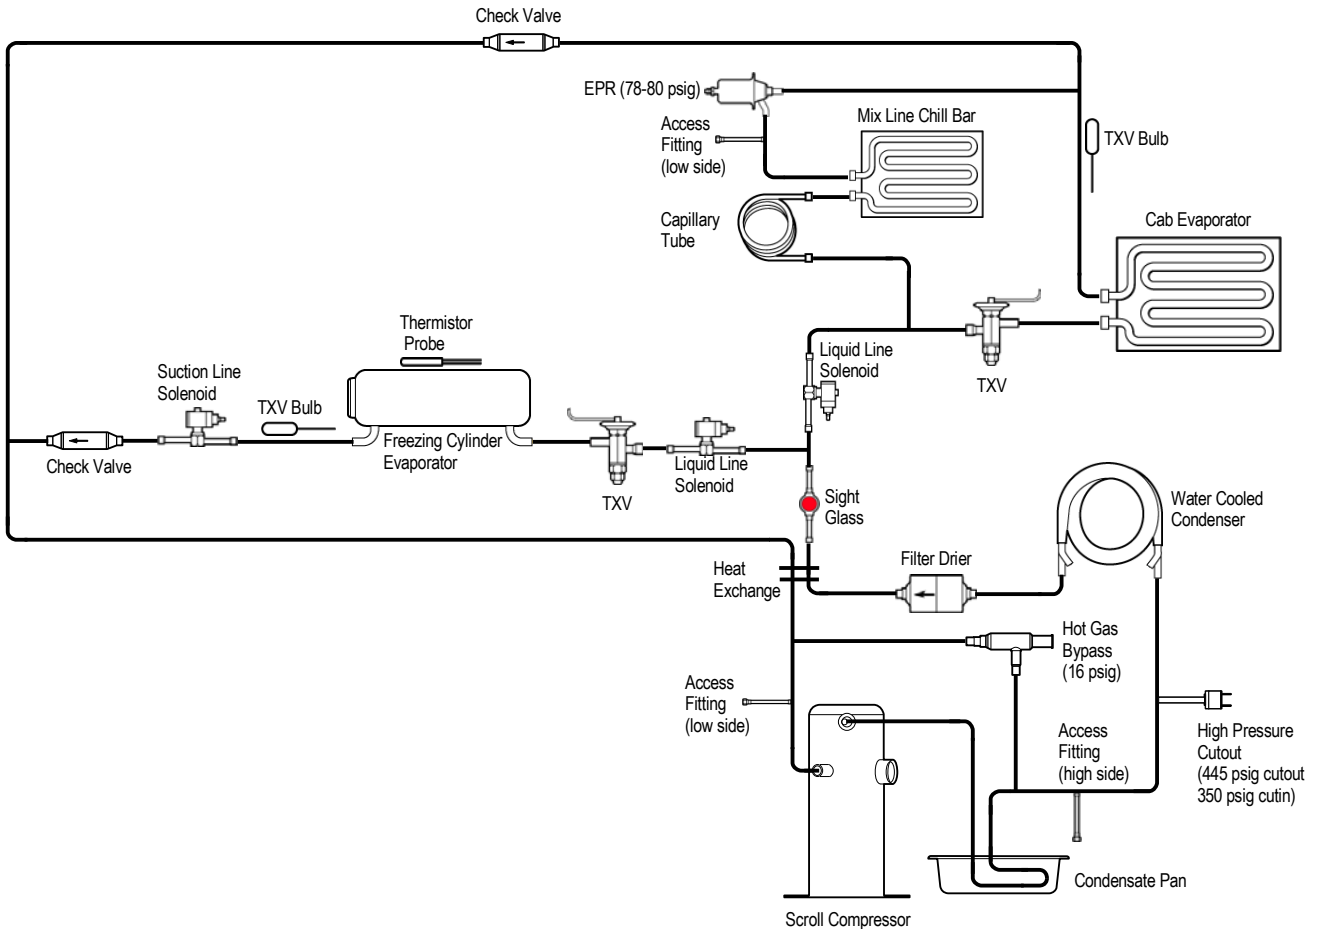 Check Valve
EPR (78-80 psig)
Access
Fitting
(low side)
Mix Line Chill Bar
TXV Bulb
Capillary
Tube
Cab Evaporator
Thermistor
Probe
Liquid Line
Solenoid
TXV
Suction Line
Solenoid
TXV Bulb
Freezing Cylinder
Evaporator
Check Valve
Liquid Line
Solenoid
TXV
Sight
Glass
Water Cooled
Condenser
Heat
Exchange
Filter Drier
Hot Gas
Bypass
(16 psig)
Access
Fitting
(low side)
Access
Fitting
(high side)
High Pressure
Cutout
(445 psig cutout
350 psig cutin)
Condensate Pan
Scroll Compressor